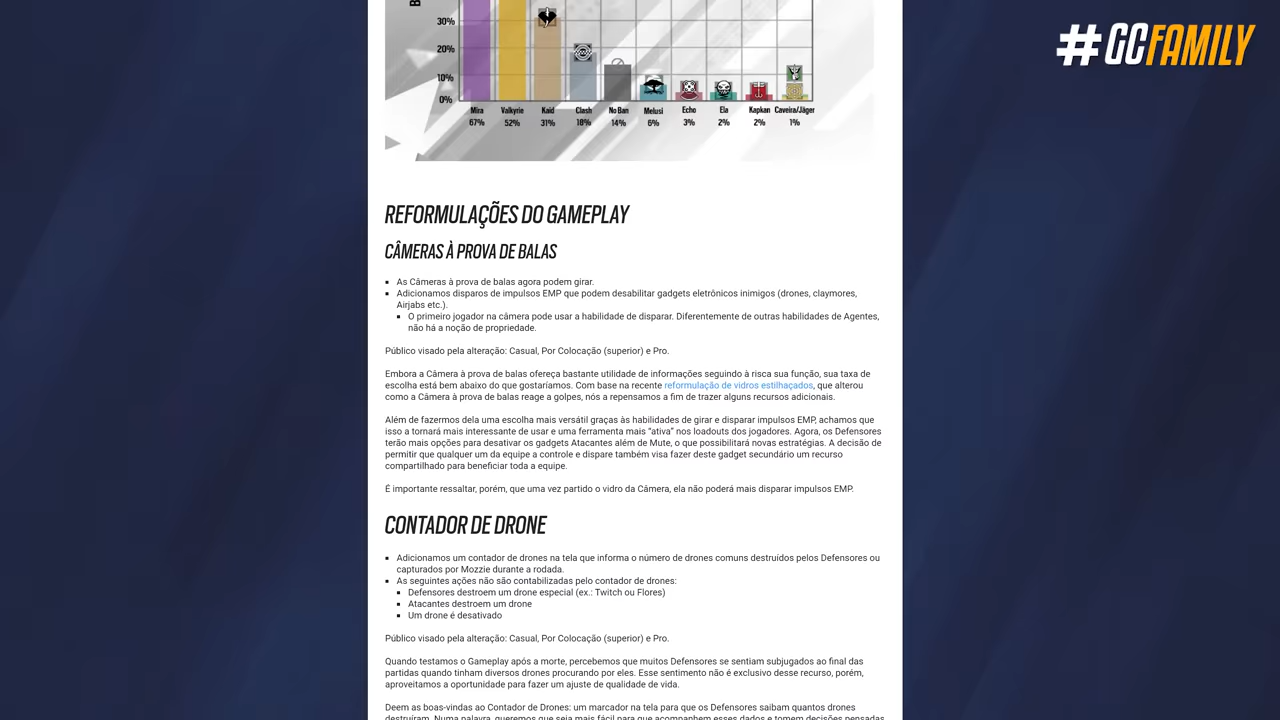 #GCFAMILY
30%
20%
10%
0%
Mira Valkyrie Kaid Clash No Ban Melusi Echo Ela Kapkan Caveira/Jäger
67% 52% 31% 18% 14% 6% 3% 2% 2% 1%
REFORMULAÇÕES DO GAMEPLAY
CÂMERAS À PROVA DE BALAS
▪ As Câmeras à prova de balas agora podem girar.
▪ Adicionamos disparos de impulsos EMP que podem desabilitar gadgets eletrônicos inimigos (drones, claymores,
Airjabs etc.).
▪ O primeiro jogador na câmera pode usar a habilidade de disparar. Diferentemente de outras habilidades de Agentes,
não há a noção de propriedade.
Público visado pela alteração: Casual, Por Colocação (superior) e Pro.
Embora a Câmera à prova de balas ofereça bastante utilidade de informações seguindo à risca sua função, sua taxa de
escolha está bem abaixo do que gostaríamos. Com base na recente reformulação de vidros estilhaçados, que alterou
como a Câmera à prova de balas reage a golpes, nós a repensamos a fim de trazer alguns recursos adicionais.
Além de fazermos dela uma escolha mais versátil graças às habilidades de girar e disparar impulsos EMP, achamos que
isso a tornará mais interessante de usar e uma ferramenta mais “ativa” nos loadouts dos jogadores. Agora, os Defensores
terão mais opções para desativar os gadgets Atacantes além de Mute, o que possibilitará novas estratégias. A decisão de
permitir que qualquer um da equipe a controle e dispare também visa fazer deste gadget secundário um recurso
compartilhado para beneficiar toda a equipe.
É importante ressaltar, porém, que uma vez partido o vidro da Câmera, ela não poderá mais disparar impulsos EMP.
CONTADOR DE DRONE
▪ Adicionamos um contador de drones na tela que informa o número de drones comuns destruídos pelos Defensores ou
capturados por Mozzie durante a rodada.
▪ As seguintes ações não são contabilizadas pelo contador de drones:
▪ Defensores destroem um drone especial (ex.: Twitch ou Flores)
▪ Atacantes destroem um drone
▪ Um drone é desativado
Público visado pela alteração: Casual, Por Colocação (superior) e Pro.
Quando testamos o Gameplay após a morte, percebemos que muitos Defensores se sentiam subjugados ao final das
partidas quando tinham diversos drones procurando por eles. Esse sentimento não é exclusivo desse recurso, porém,
aproveitamos a oportunidade para fazer um ajuste de qualidade de vida.
Deem as boas-vindas ao Contador de Drones: um marcador na tela para que os Defensores saibam quantos drones
destruíram. Numa palavra, queremos que seja mais fácil para que acompanhem esses dados e tomem decisões pensadas